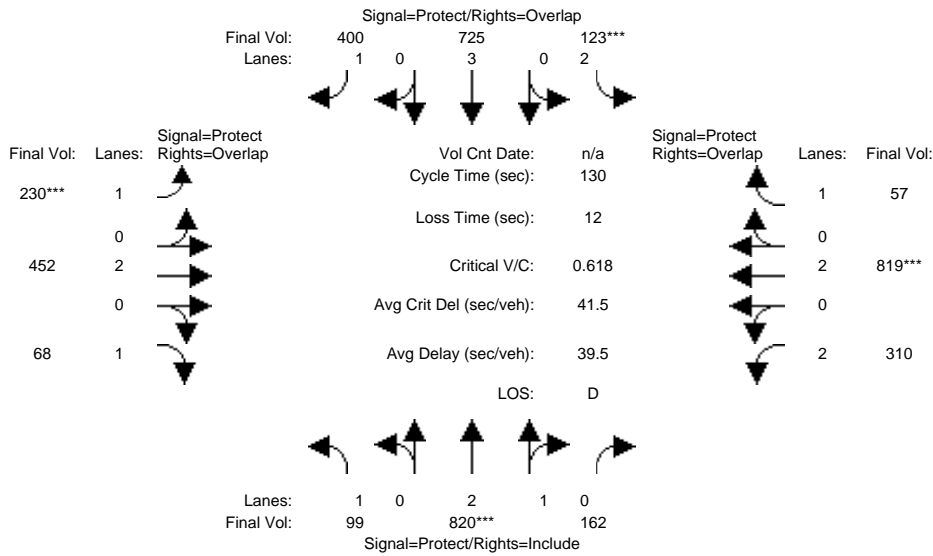 Signal=Protect/Rights=Overlap
Final Vol: 400 725 123***
Lanes: 1 0 3 0 2
Signal=Protect
Final Vol: Lanes: Rights=Overlap
Vol Cnt Date: n/a
Signal=Protect
Rights=Overlap Lanes: Final Vol:
Cycle Time (sec): 130
230*** 1
1 57
Loss Time (sec): 12
0
0
452 2
Critical V/C: 0.618
2 819***
0
Avg Crit Del (sec/veh): 41.5
0
68 1
Avg Delay (sec/veh): 39.5
2 310
LOS: D
Lanes: 1 0 2 1 0
Final Vol: 99 820*** 162
Signal=Protect/Rights=Include